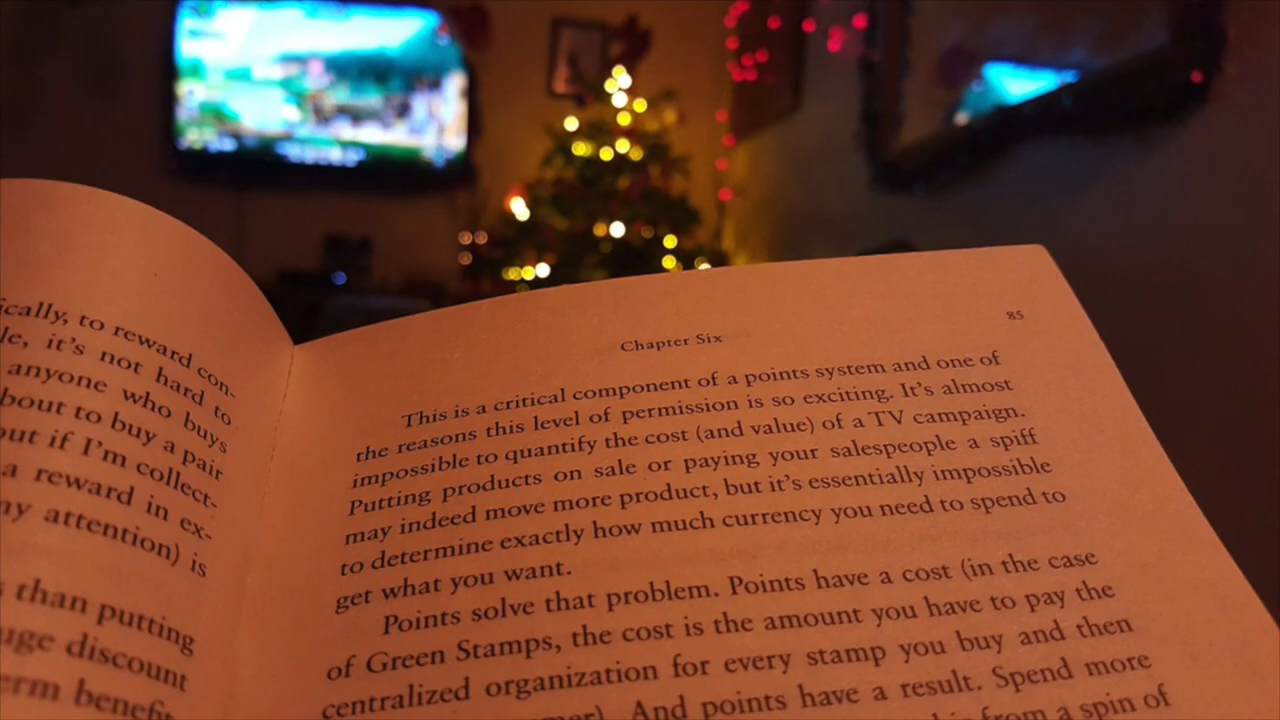 ically, to reward con-
le, it's not hard to
anyone who buys
bout to buy a pair
out if I'm collect-
a reward in ex-
ny attention) is
s than putting
uge discount
erm benefit
85
Chapter Six
This is a critical component of a points system and one of
the reasons this level of permission is so exciting. It's almost
impossible to quantify the cost (and value) of a TV campaign.
Putting products on sale or paying your salespeople a spiff
may indeed move more product, but it's essentially impossible
to determine exactly how much currency you need to spend to
get what you want.
Points solve that problem. Points have a cost (in the case
of Green Stamps, the cost is the amount you have to pay the
centralized organization for every stamp you buy and then
mer). And points have a result. Spend more
from a spin of